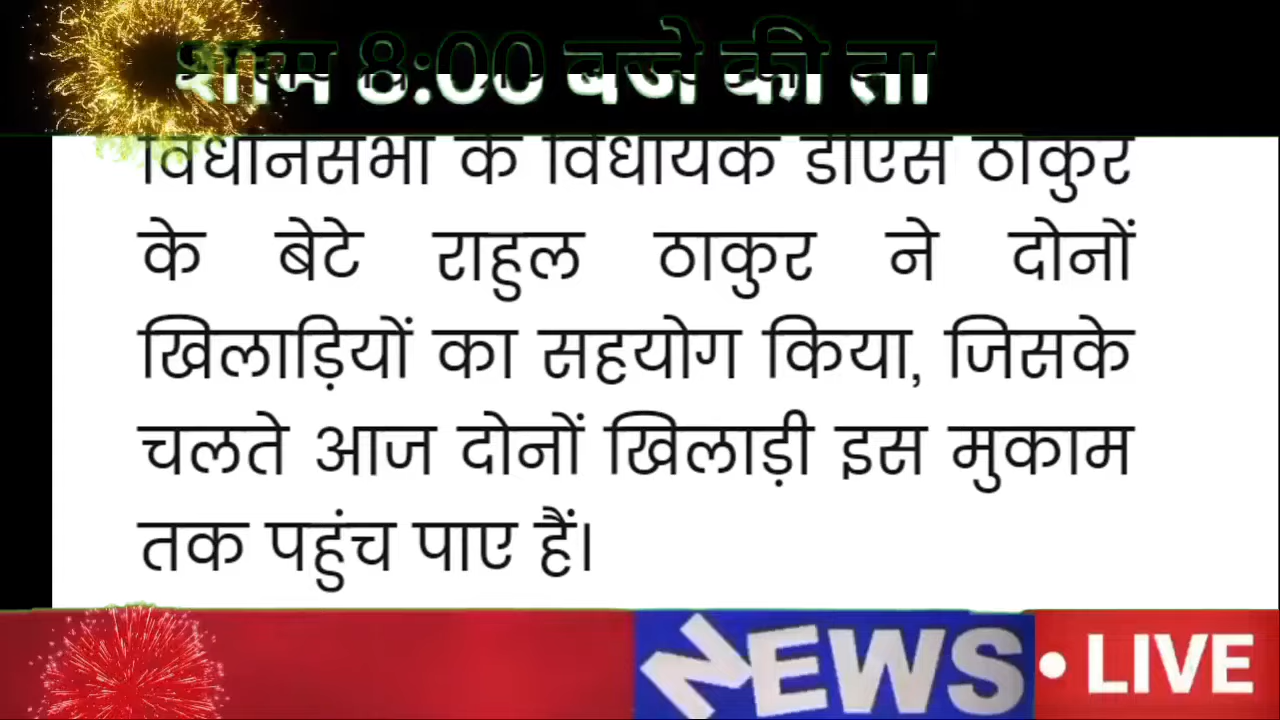 शाम 8:00 बजे की ता
विधानसभा के विधायक डीएस ठाकुर
के बेटे राहुल ठाकुर ने दोनों
खिलाड़ियों का सहयोग किया, जिसके
चलते आज दोनों खिलाड़ी इस मुकाम
तक पहुंच पाए हैं।
NEWS • LIVE